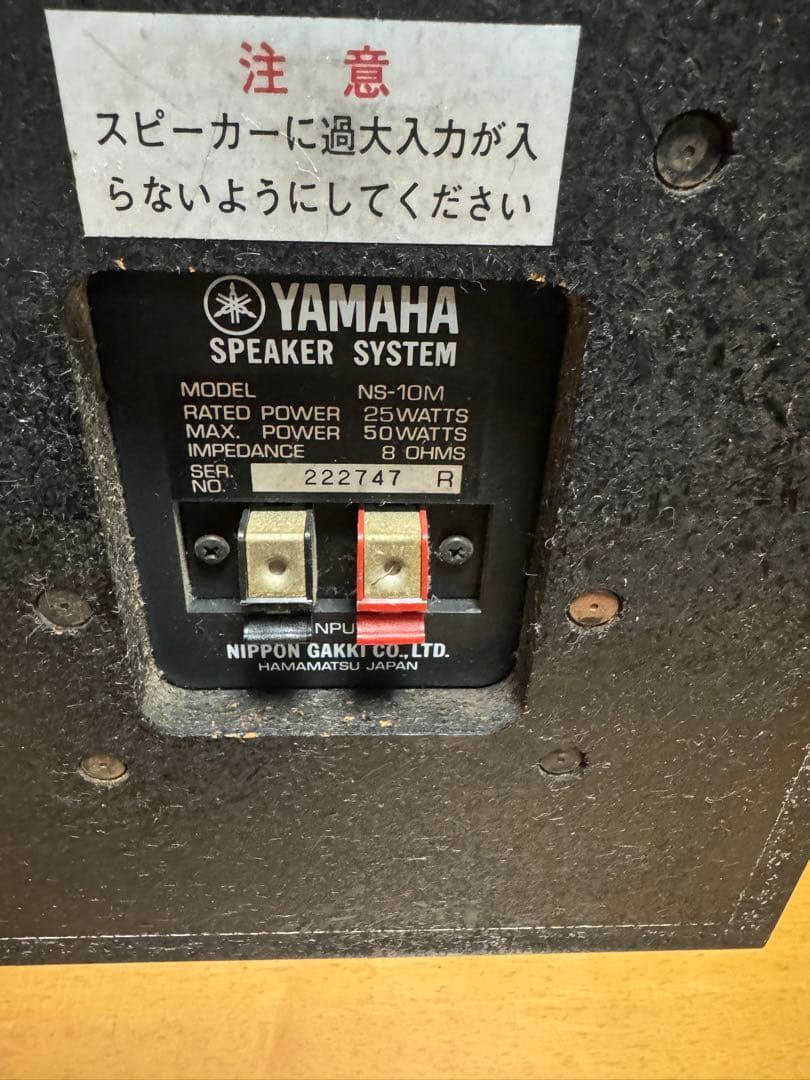 注意
スピーカーに過大入力が入
らないようにしてください
YAMAHA
SPEAKER SYSTEM
MODEL NS-10M
RATED POWER 25WATTS
MAX. POWER 50WATTS
IMPEDANCE 8 OHMS
SER. NO. 222747 R
NPU
NIPPON GAKKI CO., LTD.
HAMAMATSU JAPAN